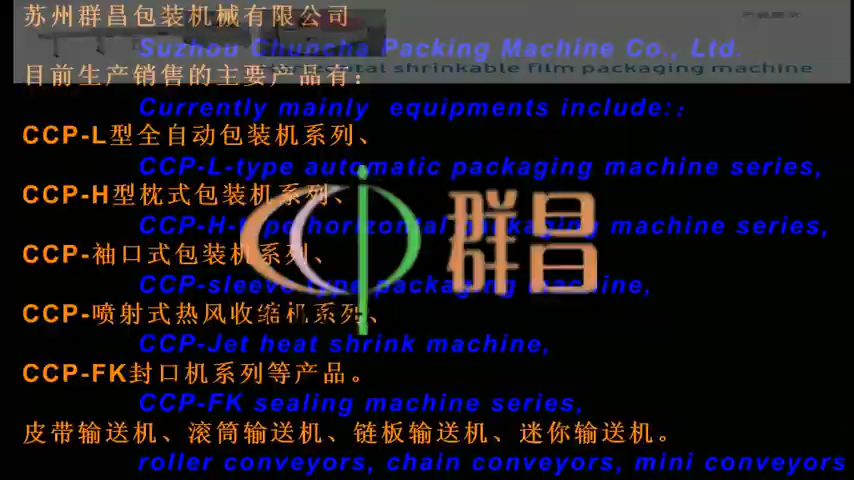 苏州群昌包装机械有限公司
Suzhou Chuncha Packing Machine Co., Ltd.
shrinkable film packaging machine
目前生产销售的主要产品有：
Currently mainly equipments include:：
CCP-L型全自动包装机系列、
CCP-L-type automatic packaging machine series,
CCP-H型枕式包装机系列、
CCP-H-type horizontal packaging machine series,
群昌
CCP-袖口式包装机系列、
CCP-sleeve type packaging machine,
CCP-喷射式热风收缩机系列、
CCP-Jet heat shrink machine,
CCP-FK封口机系列等产品。
CCP-FK sealing machine series,
皮带输送机、滚筒输送机、链板输送机、迷你输送机。
roller conveyors, chain conveyors, mini conveyors